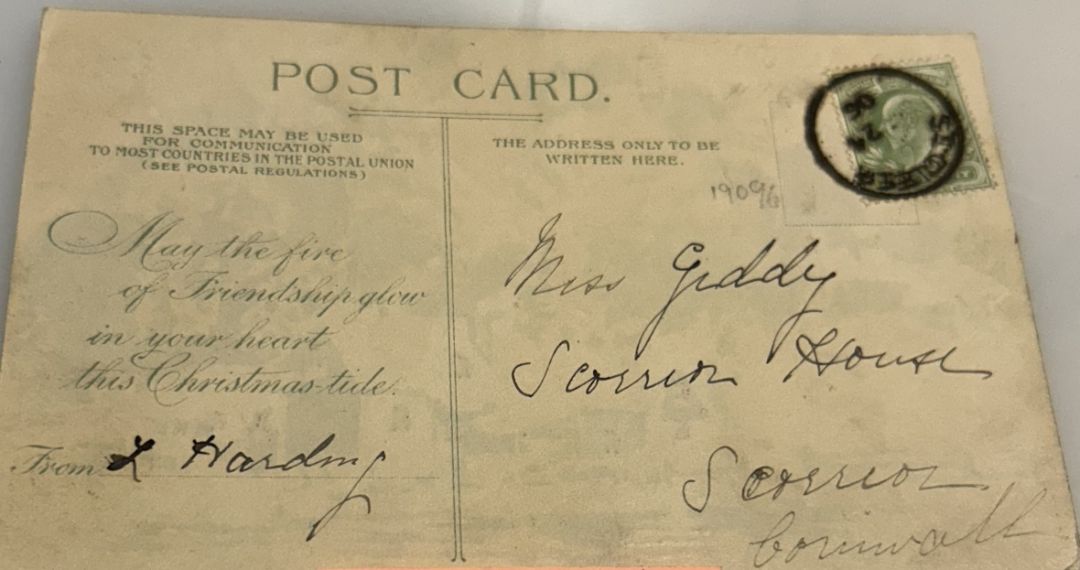 POST CARD.
THIS SPACE MAY BE USED
FOR COMMUNICATION
TO MOST COUNTRIES IN THE POSTAL UNION
(SEE POSTAL REGULATIONS)
THE ADDRESS ONLY TO BE
WRITTEN HERE.
May the fire
of Friendship glow
in your heart
this Christmas-tide.
From L Harding
Miss Giddy
Scorrier House
Scorrier
Cornwall